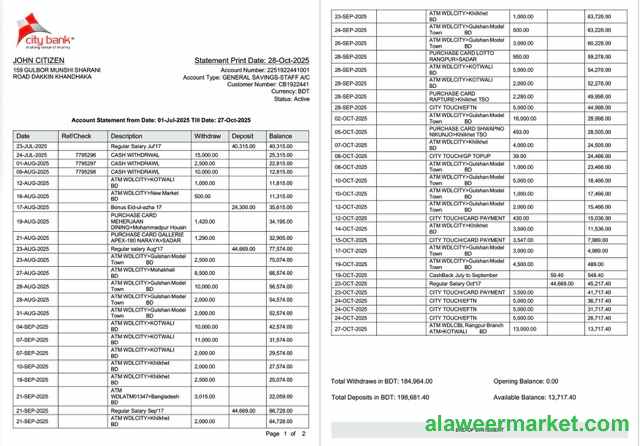 city bank
making sense of money
JOHN CITIZEN
159 GULBOR MUNSHI SHARANI
ROAD DAKKIN KHANDHAKA
Statement Print Date: 28-Oct-2025
Account Number: 2251922441001
Account Type: GENERAL SAVINGS-STAFF A/C
Customer Number: CB1922441
Currency: BDT
Status: Active
Account Statement from Date: 01-Jul-2025 Till Date: 27-Oct-2025
Date Ref/Check Description Withdraw Deposit Balance
23-JUL-2025 Regular Salary Jul'17 40,315.00 40,315.00
24-JUL-2025 7795296 CASH WITHDRWAL 15,000.00 25,315.00
01-AUG-2025 7795297 CASH WITHDRAWL 2,500.00 22,815.00
09-AUG-2025 7795298 CASH WITHDRAWL 10,000.00 12,815.00
12-AUG-2025 ATM WDLCITY>KOTWALI BD 1,000.00 11,815.00
16-AUG-2025 ATM WDLCITY>New Market BD 500.00 11,315.00
17-AUG-2025 Bonus Eid-ul-azha 17 24,300.00 35,615.00
19-AUG-2025 PURCHASE CARD MEHERJAAN DINING>Mohammadpur Housin 1,420.00 34,195.00
21-AUG-2025 PURCHASE CARD GALLERIE APEX-180 NARAYA>SADAR 1,290.00 32,905.00
23-AUG-2025 Regular salary Aug'17 44,669.00 77,574.00
23-AUG-2025 ATM WDLCITY>Gulshan Model Town BD 2,500.00 75,074.00
27-AUG-2025 ATM WDLCITY>Mohakhali BD 8,500.00 66,574.00
28-AUG-2025 ATM WDLCITY>Gulshan Model Town BD 10,000.00 56,574.00
28-AUG-2025 ATM WDLCITY>Gulshan Model Town BD 2,000.00 54,574.00
31-AUG-2025 ATM WDLCITY>Gulshan Model Town BD 2,000.00 52,574.00
04-SEP-2025 ATM WDLCITY>KOTWALI BD 10,000.00 42,574.00
07-SEP-2025 ATM WDLCITY>KOTWALI BD 11,000.00 31,574.00
07-SEP-2025 ATM WDLCITY>KOTWALI BD 2,000.00 29,574.00
10-SEP-2025 ATM WDLCITY>Khilkhet BD 2,000.00 27,574.00
19-SEP-2025 ATM WDLCITY>Khilkhet BD 2,500.00 25,074.00
21-SEP-2025 ATM WDLATM01347>Bangladesh BD 3,015.00 22,059.00
21-SEP-2025 Regular Salary Sep'17 44,669.00 66,728.00
21-SEP-2025 ATM WDLCITY>Khilkhet BD 2,000.00 64,728.00
Page 1 of 2
23-SEP-2025 ATM WDLCITY>Khilkhet BD 1,000.00 63,728.00
24-SEP-2025 ATM WDLCITY>Gulshan Model Town BD 500.00 63,228.00
26-SEP-2025 ATM WDLCITY>Gulshan Model Town BD 3,000.00 60,228.00
28-SEP-2025 PURCHASE CARD LOTTO RANGPUR>SADAR 950.00 59,278.00
28-SEP-2025 ATM WDLCITY>KOTWALI BD 5,000.00 54,278.00
28-SEP-2025 ATM WDLCITY>KOTWALI BD 2,000.00 52,278.00
28-SEP-2025 PURCHASE CARD RAPTURE>Khilkhet TSO 2,280.00 49,998.00
28-SEP-2025 CITY TOUCH/EFTN 5,000.00 44,998.00
02-OCT-2025 ATM WDLCITY>Gulshan Model Town BD 16,000.00 28,998.00
05-OCT-2025 PURCHASE CARD SHWAPNO NIKUNJO>Khilkhet TSO 493.00 28,505.00
07-OCT-2025 ATM WDLCITY>Khilkhet BD 4,000.00 24,505.00
08-OCT-2025 CITY TOUCH/GP TOPUP 39.00 24,466.00
08-OCT-2025 ATM WDLCITY>Gulshan Model Town BD 1,000.00 23,466.00
10-OCT-2025 ATM WDLCITY>Gulshan Model Town BD 5,000.00 18,466.00
10-OCT-2025 ATM WDLCITY>Gulshan Model Town BD 1,000.00 17,466.00
12-OCT-2025 ATM WDLCITY>Gulshan Model Town BD 2,000.00 15,466.00
12-OCT-2025 CITY TOUCH/CARD PAYMENT 430.00 15,036.00
14-OCT-2025 ATM WDLCITY>Khilkhet BD 3,500.00 11,536.00
15-OCT-2025 CITY TOUCH/CARD PAYMENT 3,547.00 7,989.00
17-OCT-2025 ATM WDLCITY>Gulshan Model Town BD 3,000.00 4,989.00
19-OCT-2025 ATM WDLCITY>Gulshan Model Town BD 4,500.00 489.00
19-OCT-2025 CashBack July to September 59.40 548.40
23-OCT-2025 Regular Salary Oct'17 44,669.00 45,217.40
23-OCT-2025 CITY TOUCH/CARD PAYMENT 3,500.00 41,717.40
24-OCT-2025 CITY TOUCH/EFTN 5,000.00 36,717.40
24-OCT-2025 CITY TOUCH/EFTN 5,000.00 31,717.40
24-OCT-2025 CITY TOUCH/EFTN 5,000.00 26,717.40
27-OCT-2025 ATM WDLCBL Rangpur Branch ATM>KOTWALI BD 13,000.00 13,717.40
Total Withdraws in BDT: 184,964.00 Opening Balance: 0.00
Total Deposits in BDT: 198,681.40 Available Balance: 13,717.40
alaweermarket.com